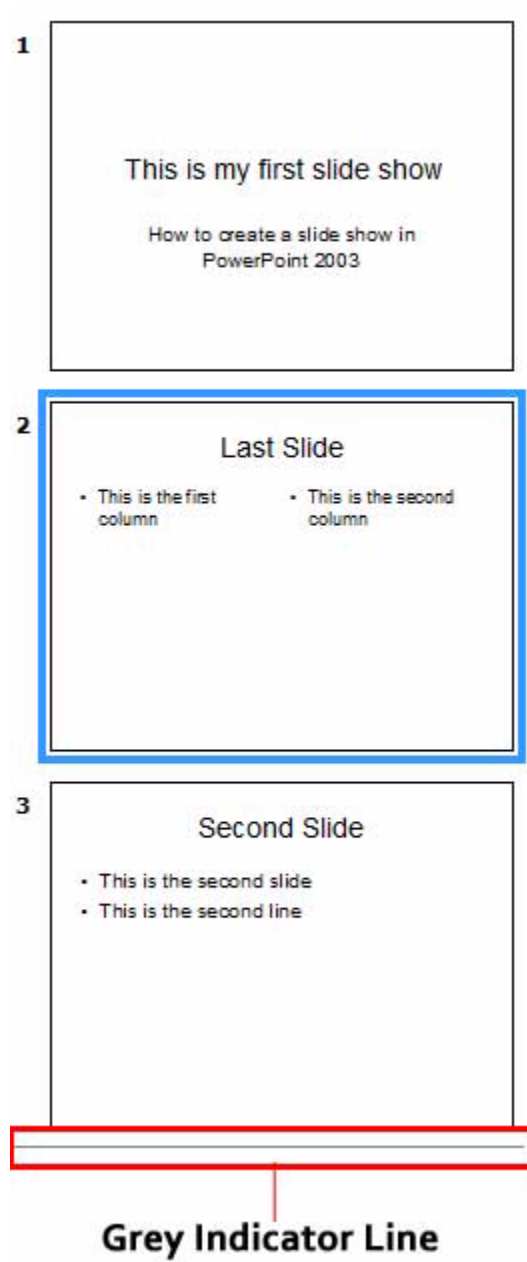 1
This is my first slide show
How to create a slide show in
PowerPoint 2003
2
Last Slide
• This is the first
column
• This is the second
column
3
Second Slide
• This is the second slide
• This is the second line
Grey Indicator Line